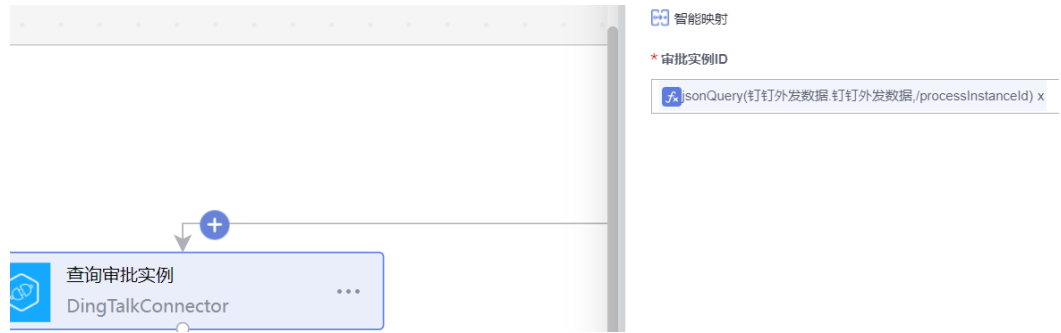 智能映射
* 审批实例ID
fx jsonQuery(钉钉外发数据.钉钉外发数据,/processInstanceId) x
查询审批实例
DingTalkConnector